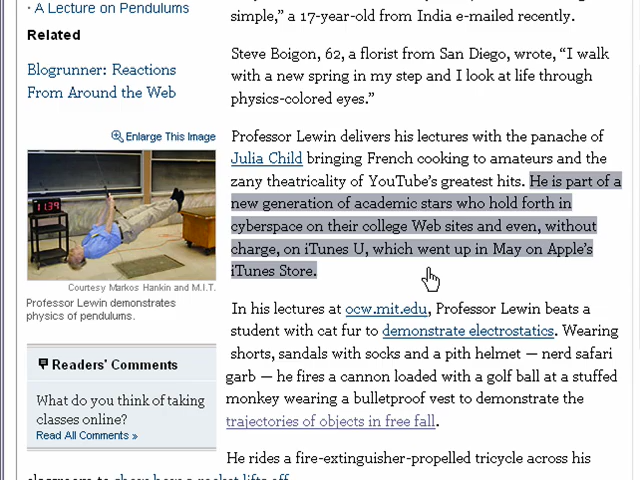 · A Lecture on Pendulums
Related
Blogrunner: Reactions
From Around the Web
Enlarge This Image
11.39
Courtesy Markos Hankin and M.I.T.
Professor Lewin demonstrates
physics of pendulums.
Readers' Comments
What do you think of taking
classes online?
Read All Comments »
simple,” a 17-year-old from India e-mailed recently.
Steve Boigon, 62, a florist from San Diego, wrote, “I walk
with a new spring in my step and I look at life through
physics-colored eyes.”
Professor Lewin delivers his lectures with the panache of
Julia Child bringing French cooking to amateurs and the
zany theatricality of YouTube’s greatest hits. He is part of a
new generation of academic stars who hold forth in
cyberspace on their college Web sites and even, without
charge, on iTunes U, which went up in May on Apple’s
iTunes Store.
In his lectures at ocw.mit.edu, Professor Lewin beats a
student with cat fur to demonstrate electrostatics. Wearing
shorts, sandals with socks and a pith helmet — nerd safari
garb — he fires a cannon loaded with a golf ball at a stuffed
monkey wearing a bulletproof vest to demonstrate the
trajectories of objects in free fall.
He rides a fire-extinguisher-propelled tricycle across his
classroom to show how a rocket lifts off.